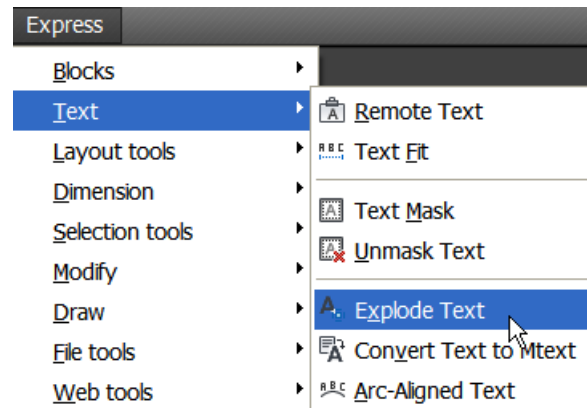 Express
Blocks
Text
Layout tools
Dimension
Selection tools
Modify
Draw
File tools
Web tools
Remote Text
Text Fit
Text Mask
Unmask Text
Explode Text
Convert Text to Mtext
Arc-Aligned Text